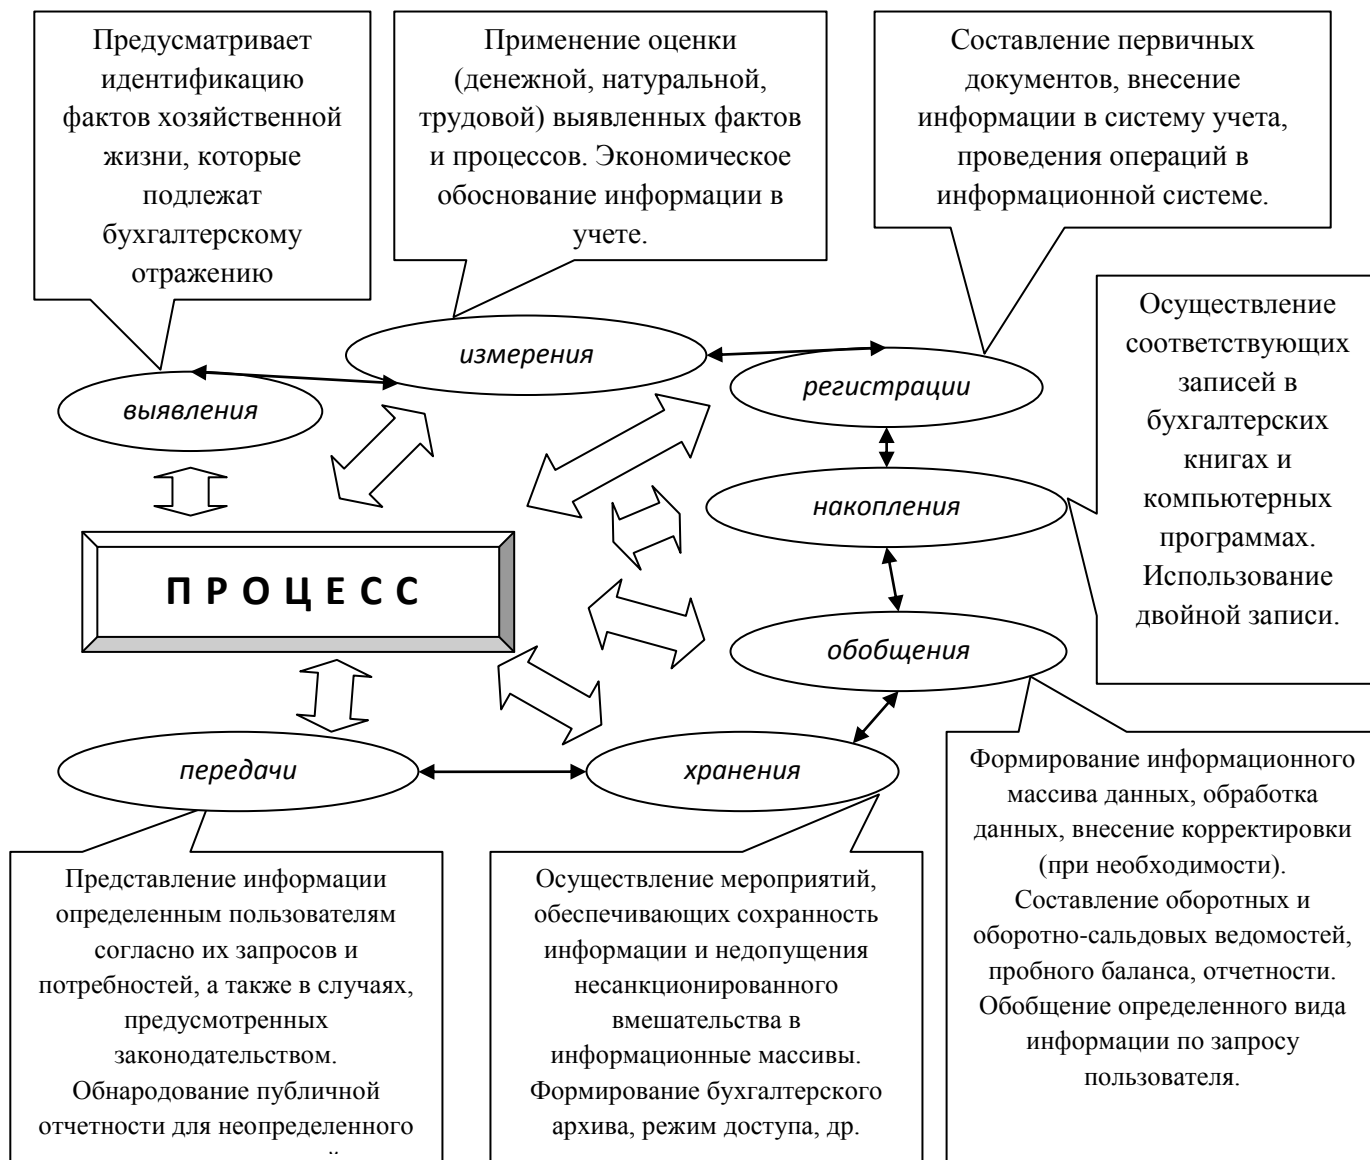 Предусматривает
идентификацию
фактов хозяйственной
жизни, которые
подлежат
бухгалтерскому
отражению
Применение оценки
(денежной, натуральной,
трудовой) выявленных фактов
и процессов. Экономическое
обоснование информации в
учете.
Составление первичных
документов, внесение
информации в систему учета,
проведения операций в
информационной системе.
Осуществление
соответствующих
записей в
бухгалтерских
книгах и
компьютерных
программах.
Использование
двойной записи.
измерения
регистрации
выявления
накопления
ПРОЦЕСС
обобщения
передачи
хранения
Формирование информационного
массива данных, обработка
данных, внесение корректировки
(при необходимости).
Составление оборотных и
оборотно-сальдовых ведомостей,
пробного баланса, отчетности.
Обобщение определенного вида
информации по запросу
пользователя.
Представление информации
определенным пользователям
согласно их запросов и
потребностей, а также в случаях,
предусмотренных
законодательством.
Обнародование публичной
отчетности для неопределенного
Осуществление мероприятий,
обеспечивающих сохранность
информации и недопущения
несанкционированного
вмешательства в
информационные массивы.
Формирование бухгалтерского
архива, режим доступа, др.